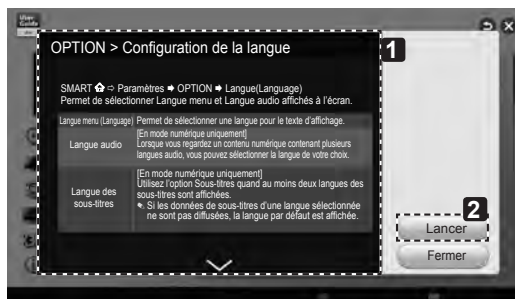 User
Guide
OPTION > Configuration de la langue
1
SMART ⇨ Paramètres ➡ OPTION ➡ Langue(Language)
Permet de sélectionner Langue menu et Langue audio affichés à l'écran.
Langue menu (Language) Permet de sélectionner une langue pour le texte d'affichage.
Langue audio
[En mode numérique uniquement]
Lorsque vous regardez un contenu numérique contenant plusieurs
langues audio, vous pouvez sélectionner la langue de votre choix.
Langue des
sous-titres
[En mode numérique uniquement]
Utilisez l'option Sous-titres quand au moins deux langues des
sous-titres sont affichées.
Si les données de sous-titres d'une langue sélectionnée
ne sont pas diffusées, la langue par défaut est affichée.
2
Lancer
Fermer